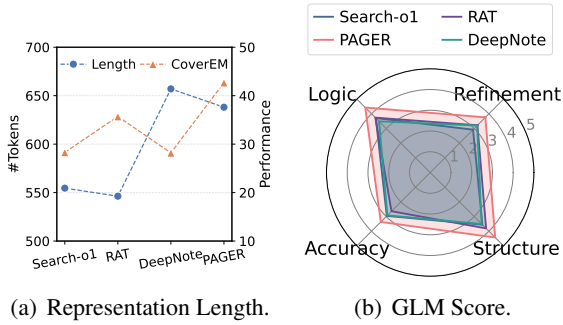 700
650
600
550
500
#Tokens
Length
CoverEM
50
40
30
20
10
Performance
Search-o1
RAT
DeepNote
PAGER
(a) Representation Length.
Search-o1
RAT
PAGER
DeepNote
Logic
Refinement
1
2
3
4
5
Accuracy
Structure
(b) GLM Score.